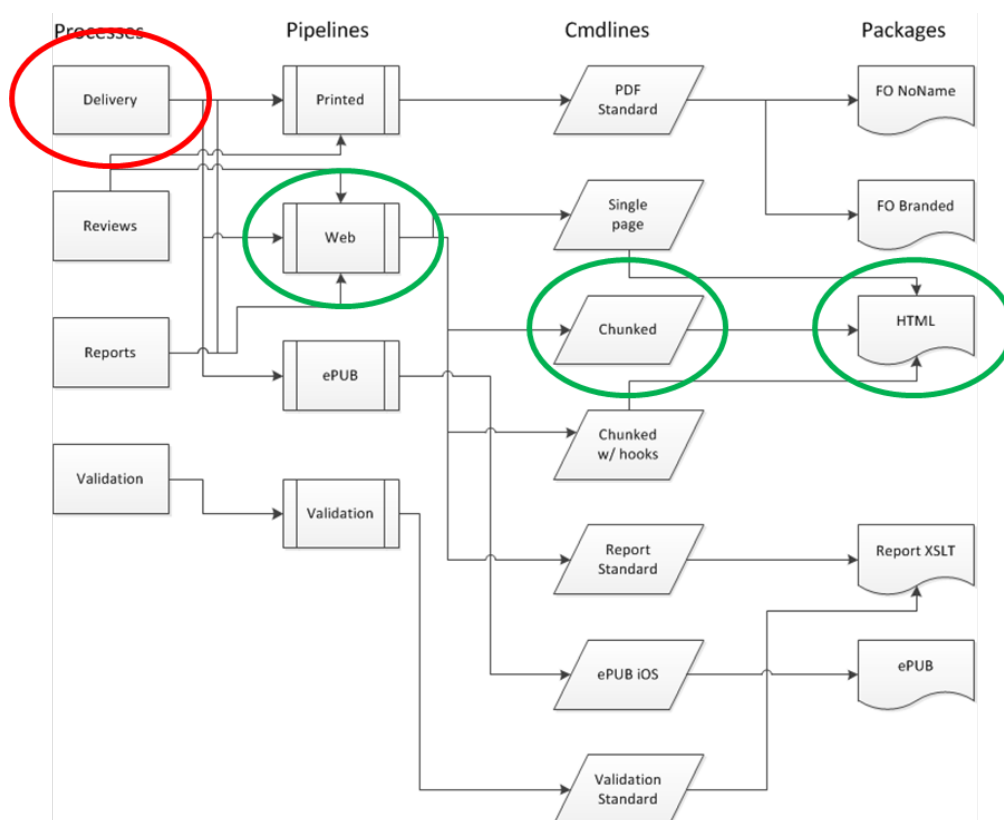 Processes
Pipelines
Cmdlines
Packages
Delivery
Printed
PDF
Standard
FO NoName
Reviews
Web
Single
page
FO Branded
Reports
ePUB
Chunked
HTML
Chunked
w/ hooks
Validation
Validation
Report
Standard
Report XSLT
ePUB iOS
ePUB
Validation
Standard